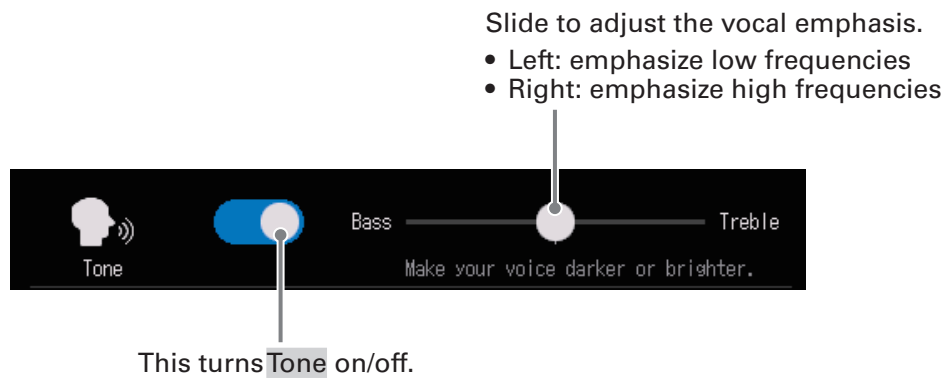 Slide to adjust the vocal emphasis.
• Left: emphasize low frequencies
• Right: emphasize high frequencies
Bass Treble
Tone Make your voice darker or brighter.
This turns Tone on/off.